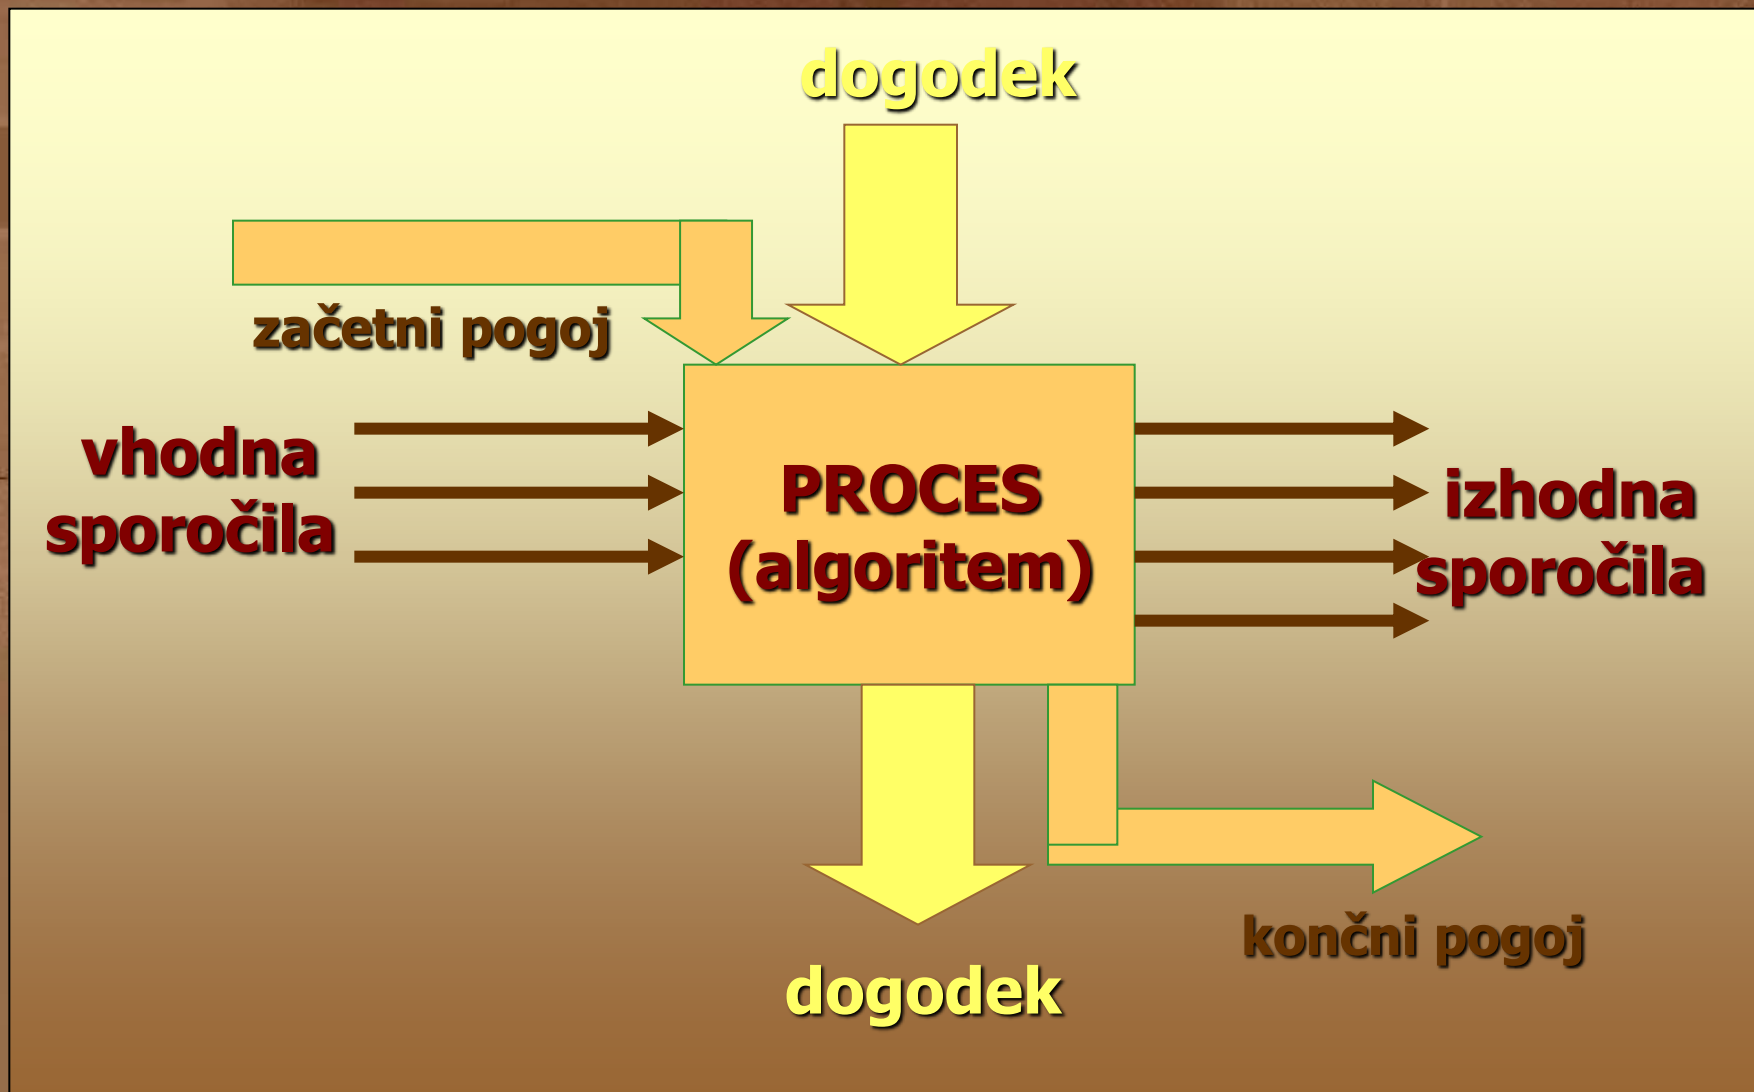 dogodek
začetni pogoj
vhodna
sporočila
PROCES
(algoritem)
izhodna
sporočila
končni pogoj
dogodek